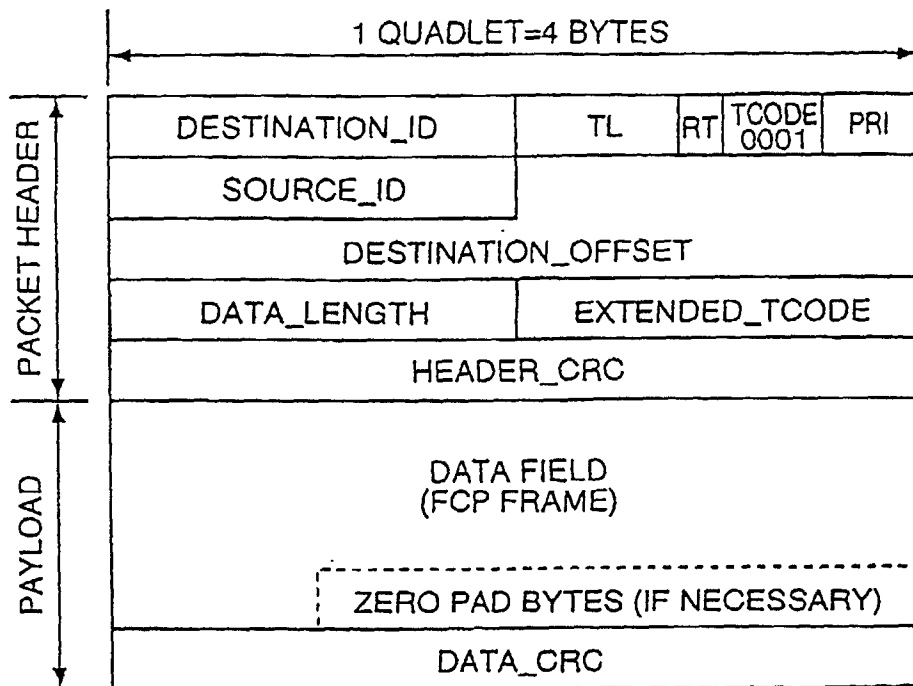 1 QUADLET=4 BYTES
PACKET HEADER
DESTINATION_ID
TL
RT
TCODE
0001
PRI
SOURCE_ID
DESTINATION_OFFSET
DATA_LENGTH
EXTENDED_TCODE
HEADER_CRC
PAYLOAD
DATA FIELD
(FCP FRAME)
ZERO PAD BYTES (IF NECESSARY)
DATA_CRC